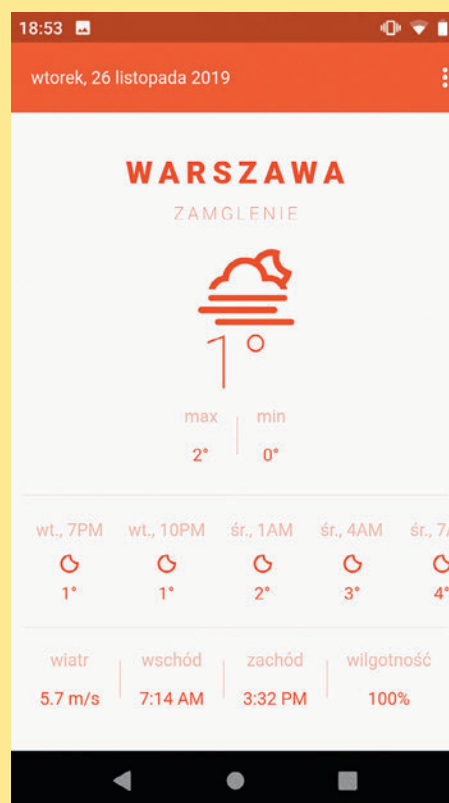 18:53
wtorek, 26 listopada 2019
WARSZAWA
ZAMGLENIE
1°
max min
2° 0°
wt., 7PM wt., 10PM śr., 1AM śr., 4AM śr., 7
1° 1° 2° 3° 4°
wiatr wschód zachód wilgotność
5.7 m/s 7:14 AM 3:32 PM 100%